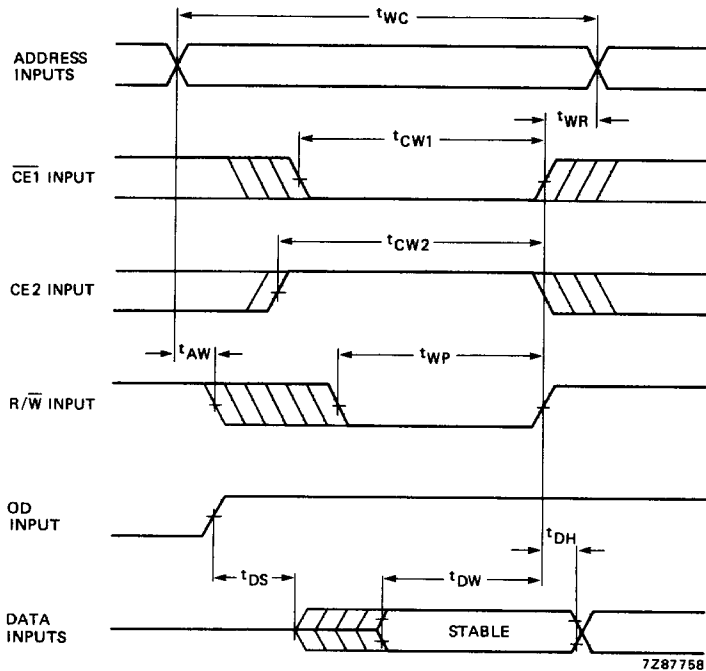 tWC
ADDRESS
INPUTS
tWR
tCW1
CE1 INPUT
tCW2
CE2 INPUT
tAW
tWP
R/W INPUT
OD
INPUT
tDH
tDS
tDW
DATA
INPUTS
STABLE
7Z87758